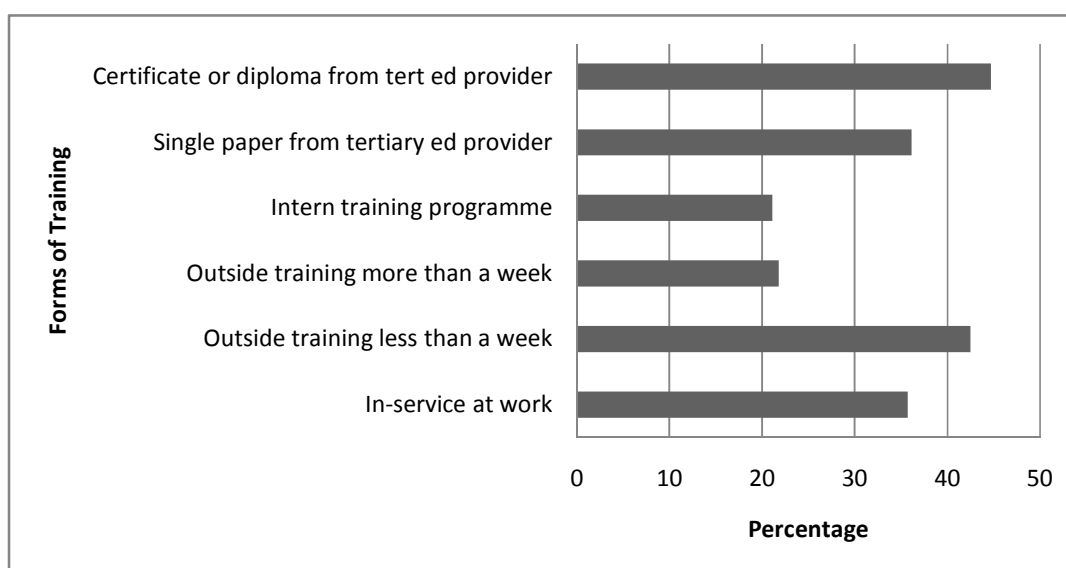 Forms of Training
Certificate or diploma from tert ed provider
Single paper from tertiary ed provider
Intern training programme
Outside training more than a week
Outside training less than a week
In-service at work
0 10 20 30 40 50
Percentage